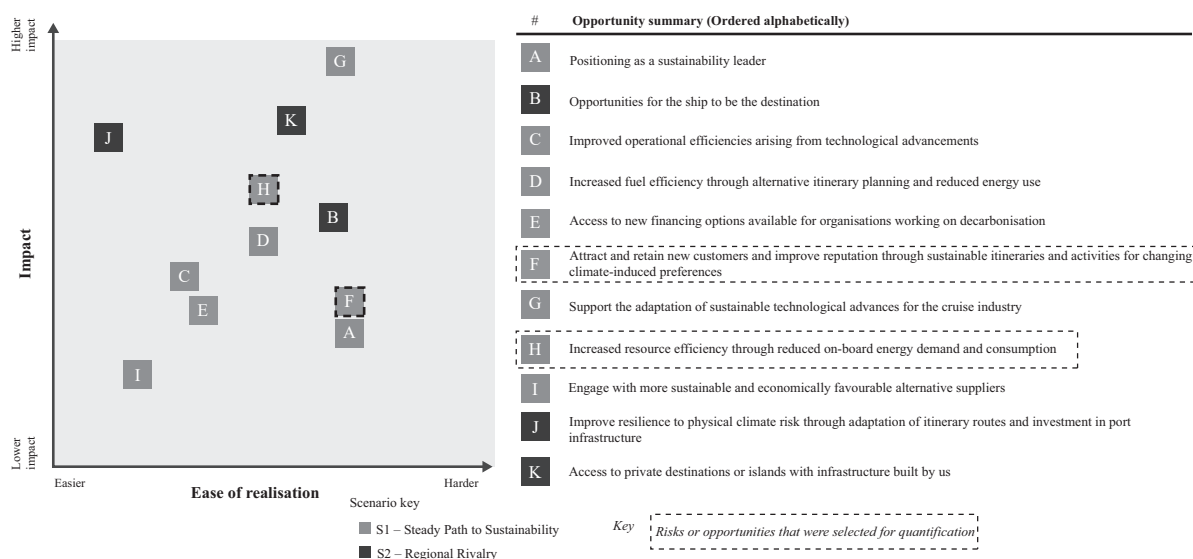 Higher
impact
Impact
Lower
impact
G
K
J
H
B
D
C
E
F
A
I
Easier
Ease of realisation
Harder
Scenario key
S1 – Steady Path to Sustainability
S2 – Regional Rivalry
# Opportunity summary (Ordered alphabetically)
A Positioning as a sustainability leader
B Opportunities for the ship to be the destination
C Improved operational efficiencies arising from technological advancements
D Increased fuel efficiency through alternative itinerary planning and reduced energy use
E Access to new financing options available for organisations working on decarbonisation
F Attract and retain new customers and improve reputation through sustainable itineraries and activities for changing
climate-induced preferences
G Support the adaptation of sustainable technological advances for the cruise industry
H Increased resource efficiency through reduced on-board energy demand and consumption
I Engage with more sustainable and economically favourable alternative suppliers
J Improve resilience to physical climate risk through adaptation of itinerary routes and investment in port
infrastructure
K Access to private destinations or islands with infrastructure built by us
Key Risks or opportunities that were selected for quantification